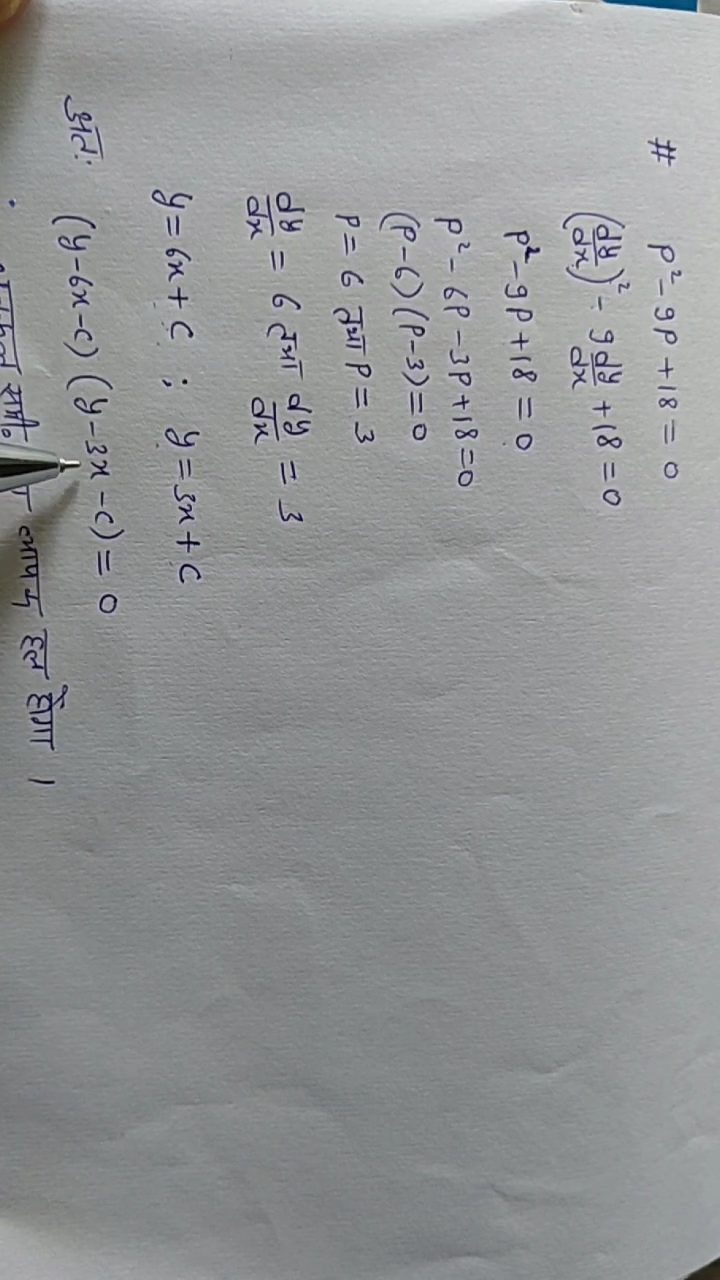 # p² - 9p + 18 = 0
(dy/dx)² - 9 dy/dx + 18 = 0
p² - 9p + 18 = 0
p² - 6p - 3p + 18 = 0
(p-6) (p-3) = 0
p = 6 तथा p = 3
dy/dx = 6 तथा dy/dx = 3
y = 6x + c ; y = 3x + c
अतः (y-6x-c) (y-3x-c) = 0
व्यापक हल होगा ।